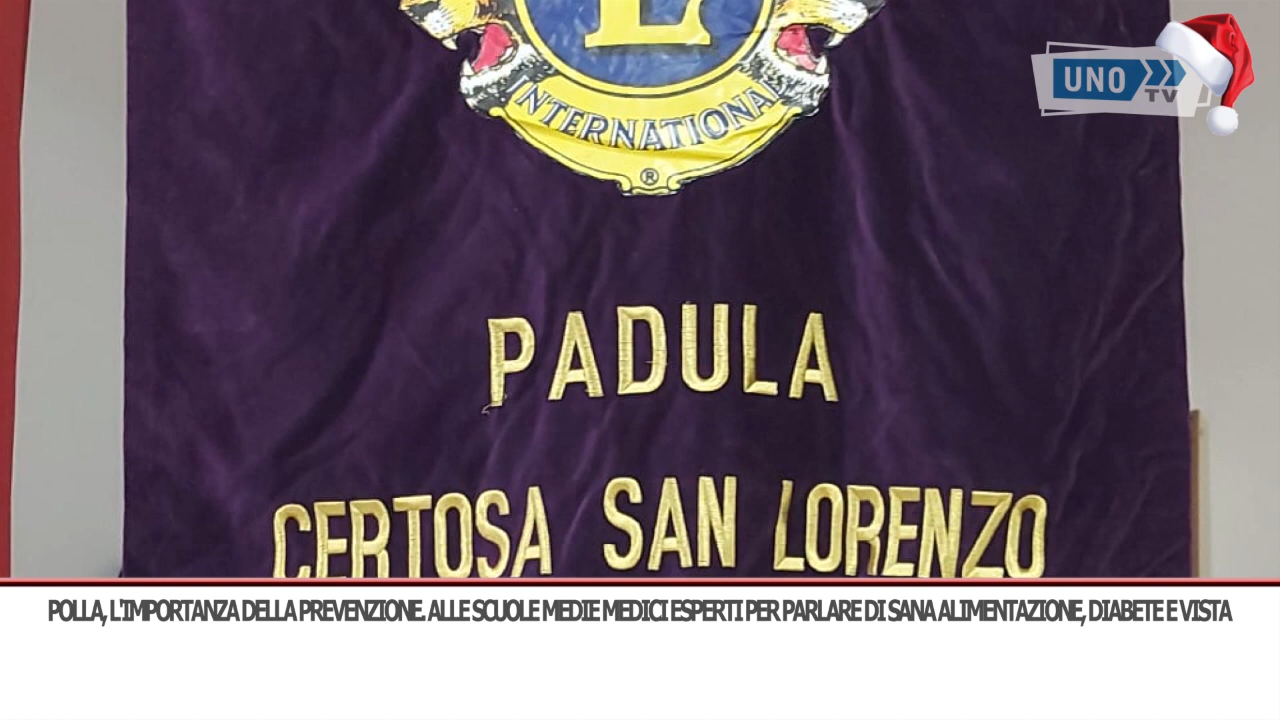 L
INTERNATIONAL
®
UNO
TV
PADULA
CERTOSA SAN LORENZO
POLLA, L'IMPORTANZA DELLA PREVENZIONE. ALLE SCUOLE MEDIE MEDICI ESPERTI PER PARLARE DI SANA ALIMENTAZIONE, DIABETE E VISTA